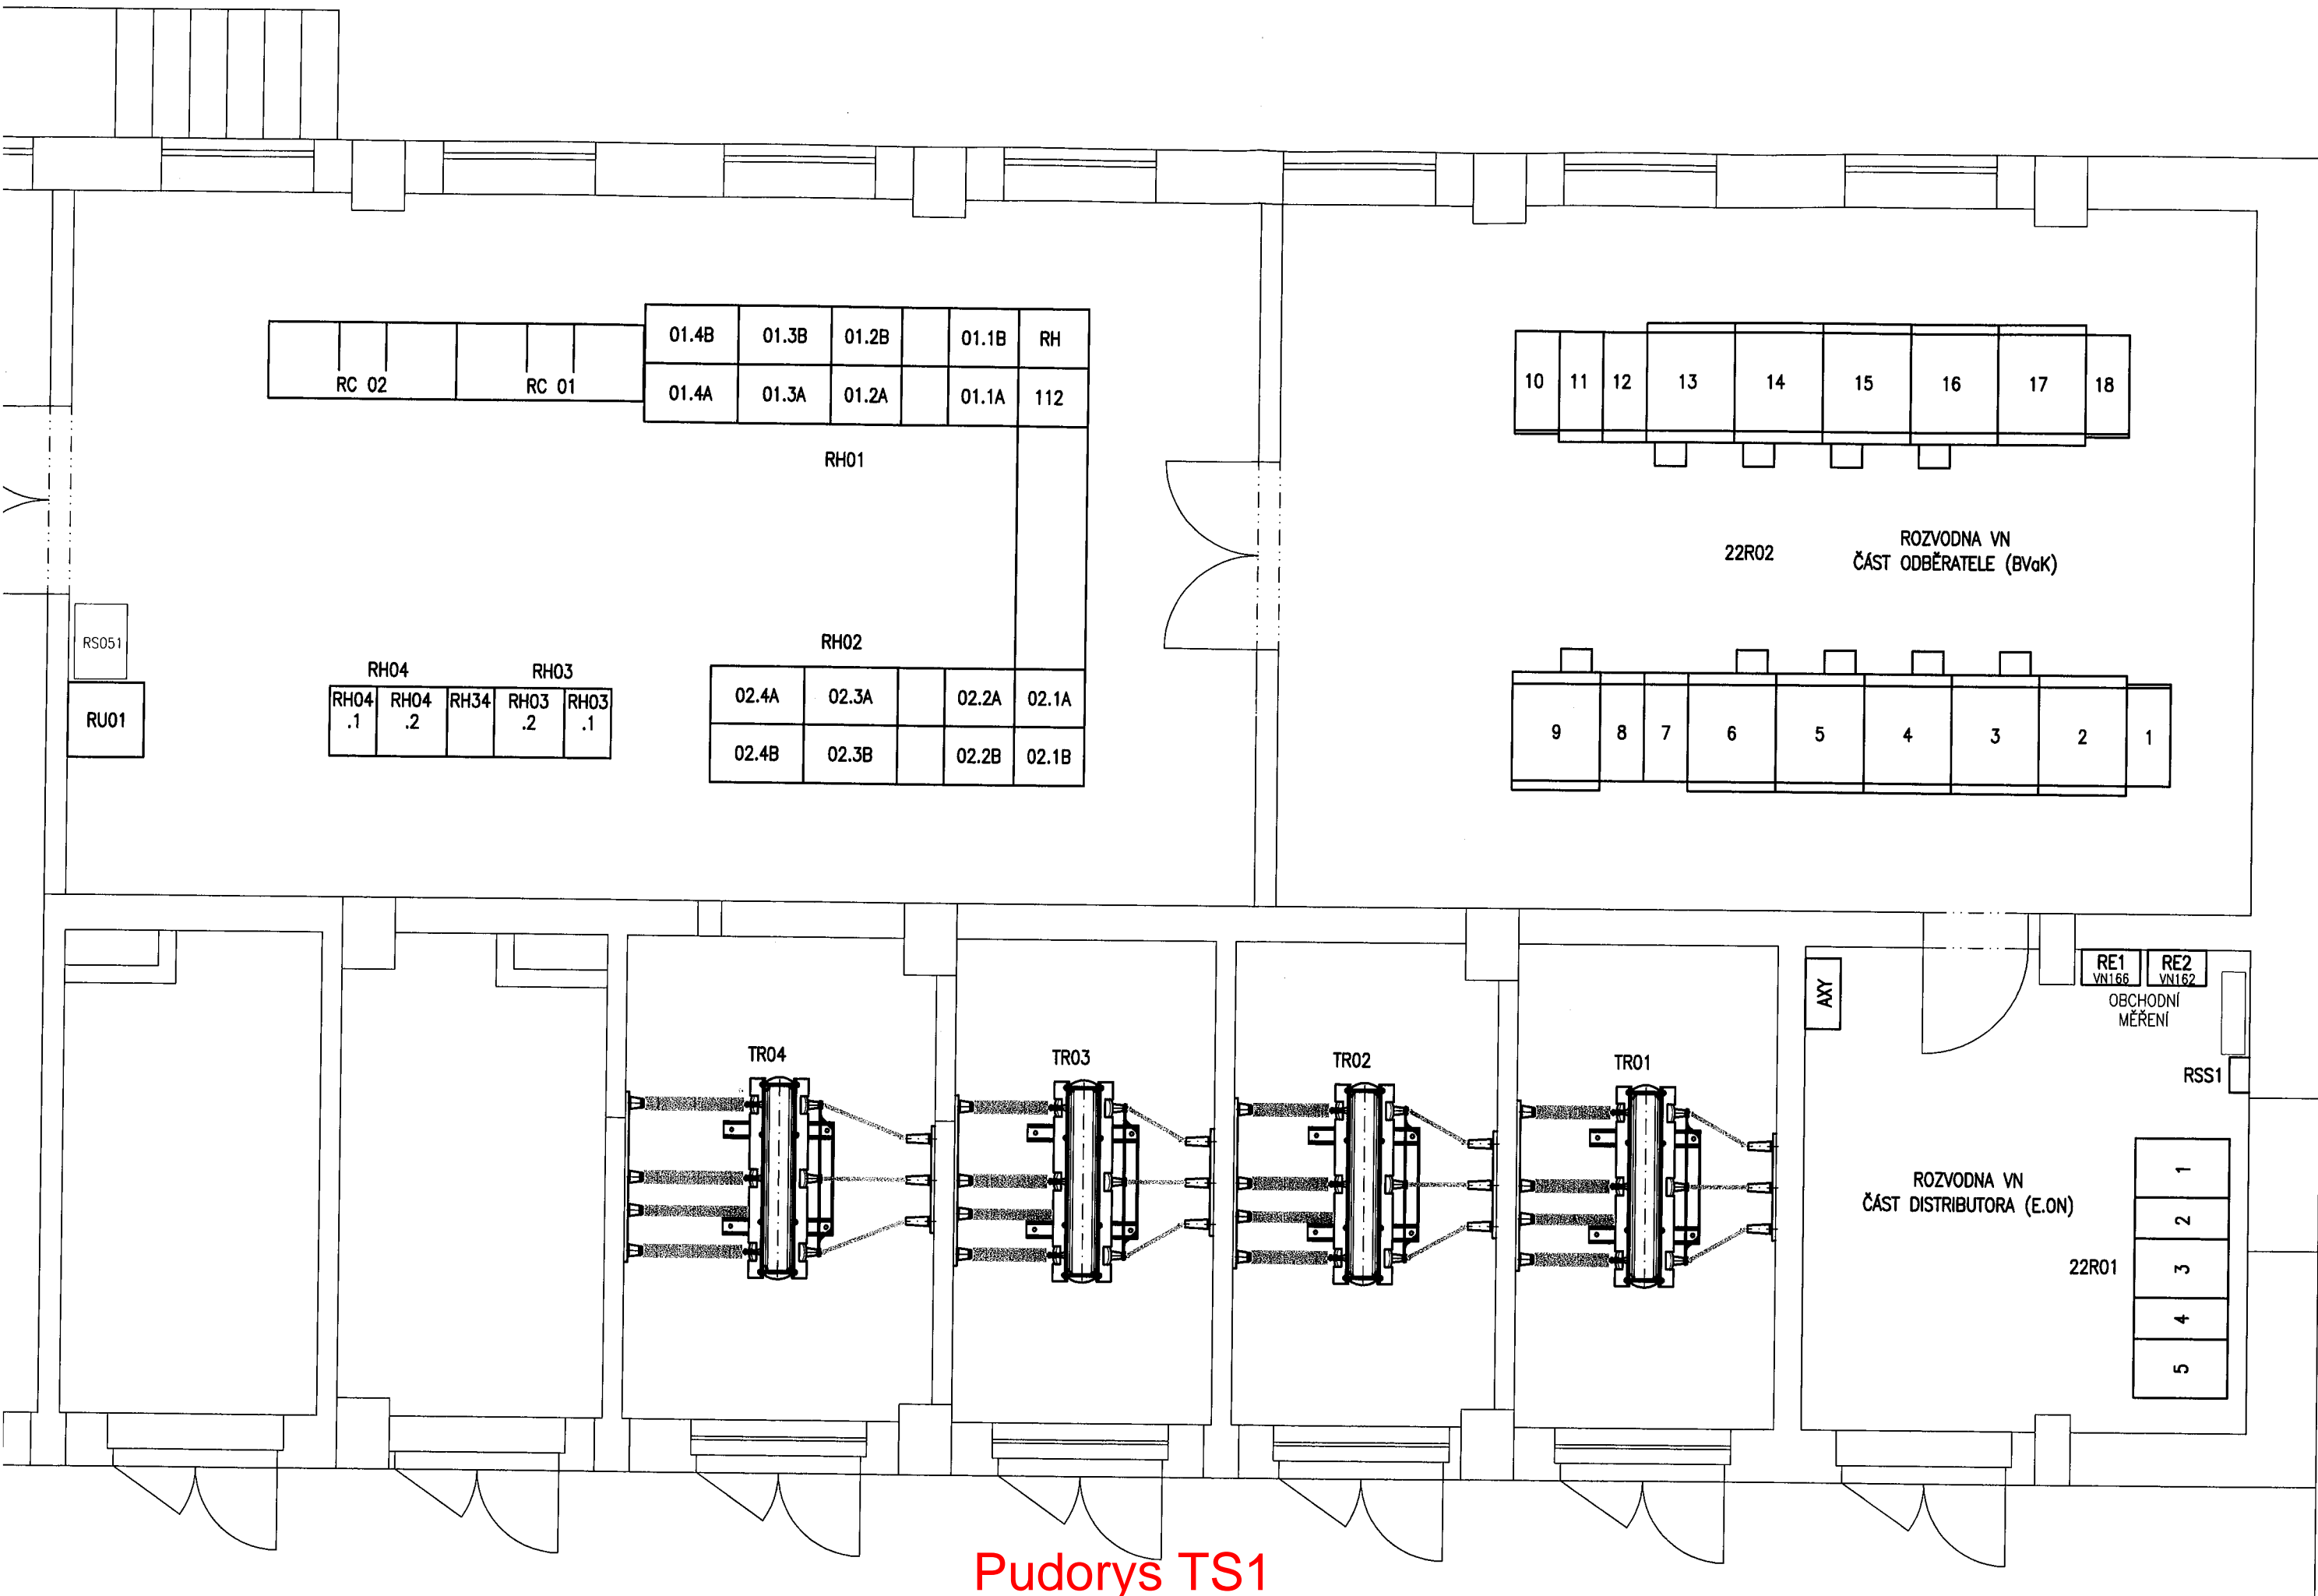 01.4B 01.3B 01.2B 01.1B RH
RC 02 RC 01
01.4A 01.3A 01.2A 01.1A 112
RH01
10 11 12 13 14 15 16 17 18
22R02
ROZVODNA VN
ČÁST ODBĚRATELE (BVaK)
RS051
RU01
RH04 RH03
RH04 .1
RH04 .2
RH34
RH03 .2
RH03 .1
RH02
02.4A 02.3A 02.2A 02.1A
02.4B 02.3B 02.2B 02.1B
9 8 7 6 5 4 3 2 1
TR04
TR03
TR02
TR01
AXY
RE1
VN166
RE2
VN162
OBCHODNÍ
MĚŘENÍ
RSS1
ROZVODNA VN
ČÁST DISTRIBUTORA (E.ON)
22R01
1
2
3
4
5
Pudorys TS1